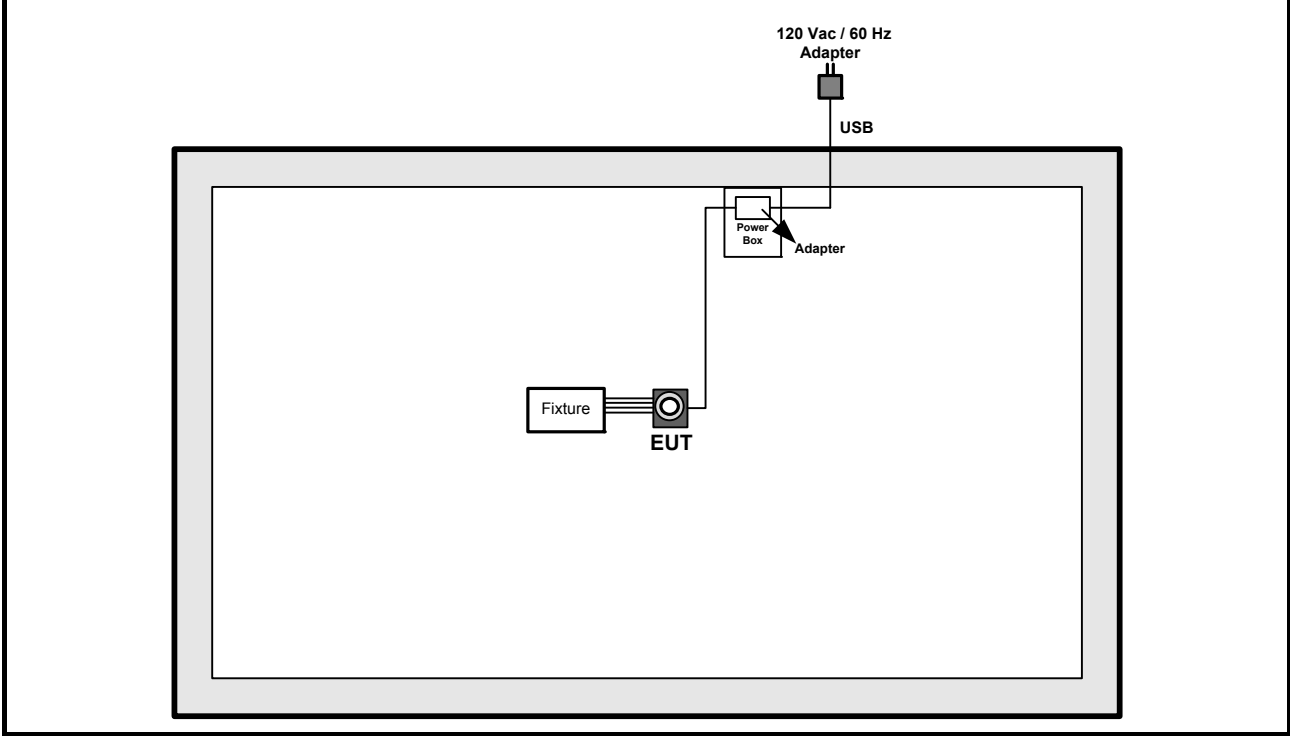 120 Vac / 60 Hz
Adapter
USB
Power
Box
Adapter
Fixture
EUT